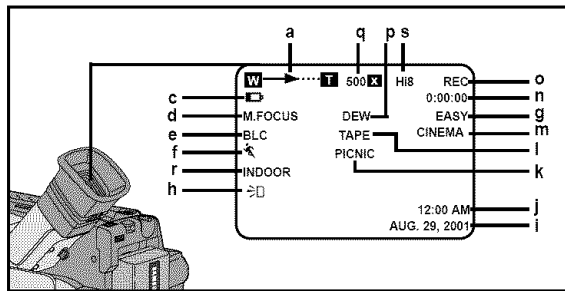 a q p s
W T 500 X Hi8 REC o
0:00:00 n
c
d M.FOCUS DEW EASY g
e BLC TAPE CINEMA m
f PICNIC l
r INDOOR k
h
12:00 AM j
AUG. 29, 2001 i